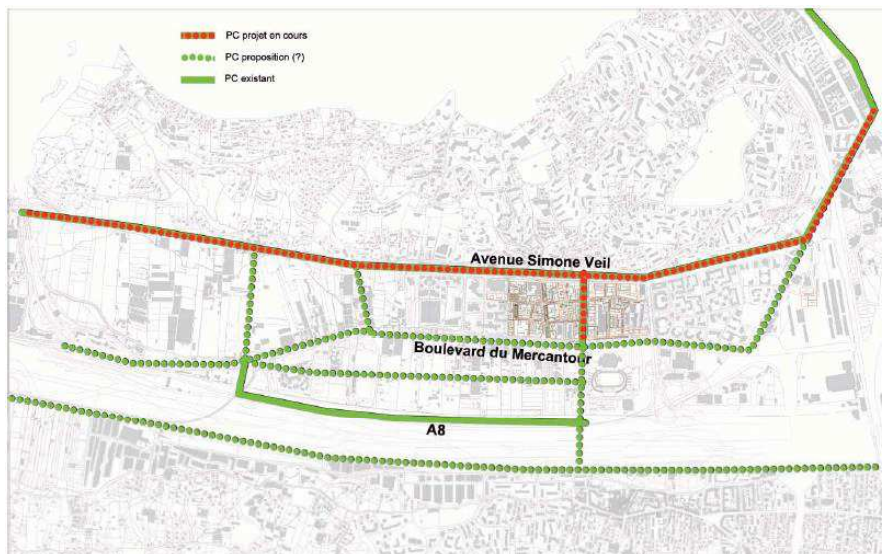 PC projet en cours
PC proposition (?)
PC existant
Avenue Simone Veil
Boulevard du Mercantour
A8